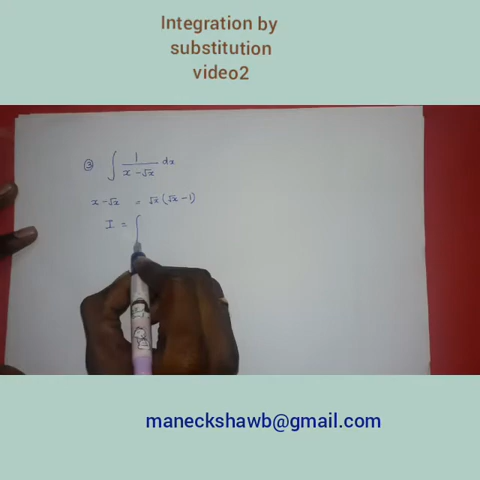 Integration by
substitution
video2
③ ∫ 1/(x - √x) dx
x - √x = √x (√x - 1)
I = ∫
maneckshawb@gmail.com